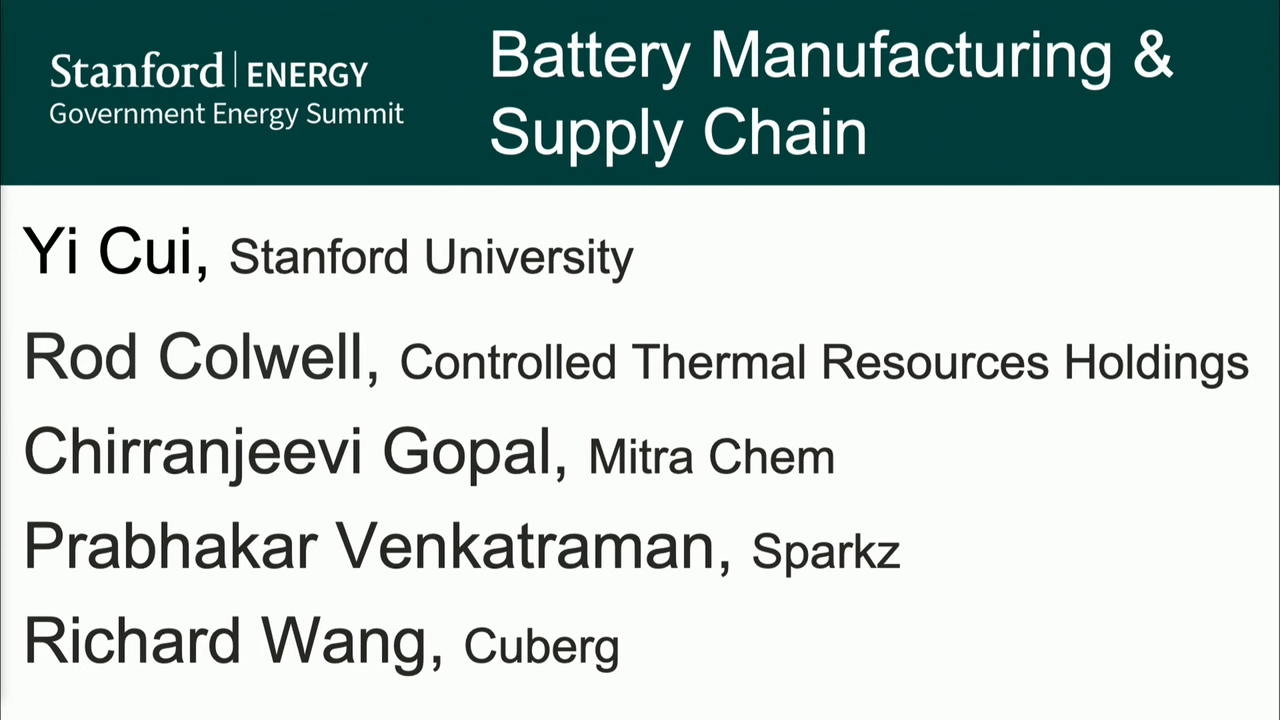 Stanford | ENERGY
Government Energy Summit
Battery Manufacturing &
Supply Chain
Yi Cui, Stanford University
Rod Colwell, Controlled Thermal Resources Holdings
Chirranjeevi Gopal, Mitra Chem
Prabhakar Venkatraman, Sparkz
Richard Wang, Cuberg